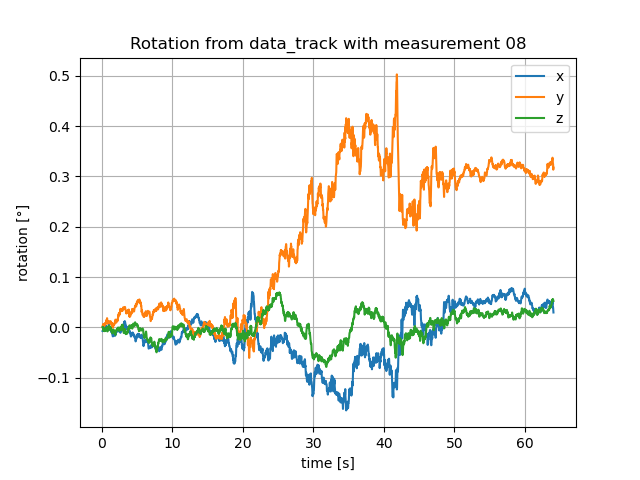 Rotation from data_track with measurement 08
x
y
z
rotation [°]
0.5
0.4
0.3
0.2
0.1
0.0
−0.1
0 10 20 30 40 50 60
time [s]